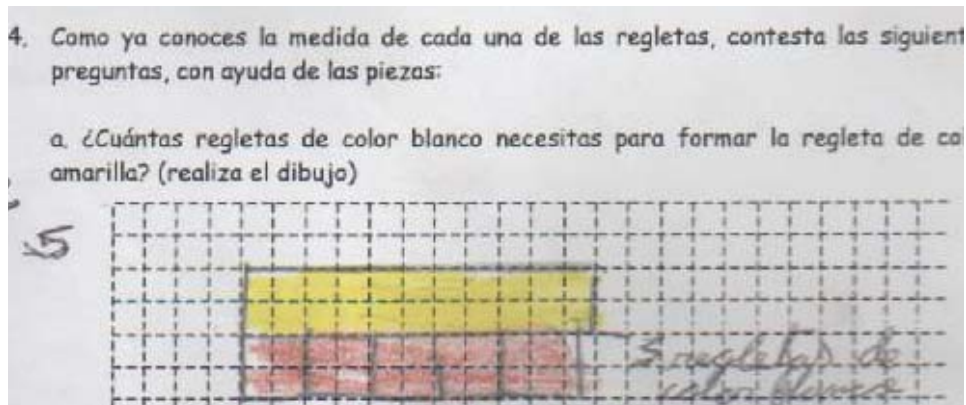 4. Como ya conoces la medida de cada una de las regletas, contesta las siguient
preguntas, con ayuda de las piezas:
a. ¿Cuántas regletas de color blanco necesitas para formar la regleta de co
amarilla? (realiza el dibujo)
5
5 regletas de
color blanco